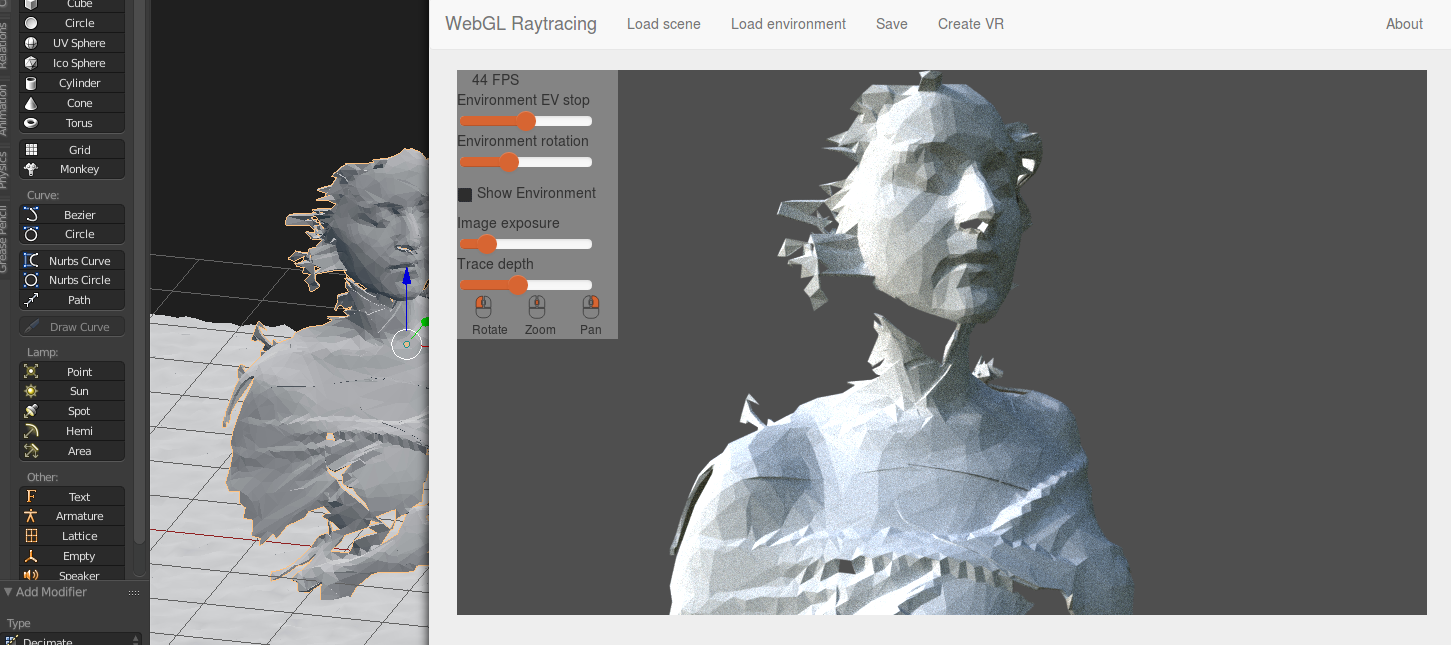 Cube
Circle
UV Sphere
Ico Sphere
Cylinder
Cone
Torus
Grid
Monkey
Curve:
Bezier
Circle
Nurbs Curve
Nurbs Circle
Path
Draw Curve
Lamp:
Point
Sun
Spot
Hemi
Area
Other:
F Text
Armature
Lattice
Empty
Speaker
Add Modifier
Type
Decimate
Relations
Animation
Physics
Grease Pencil
WebGL Raytracing Load scene Load environment Save Create VR About
44 FPS
Environment EV stop
Environment rotation
Show Environment
Image exposure
Trace depth
Rotate Zoom Pan